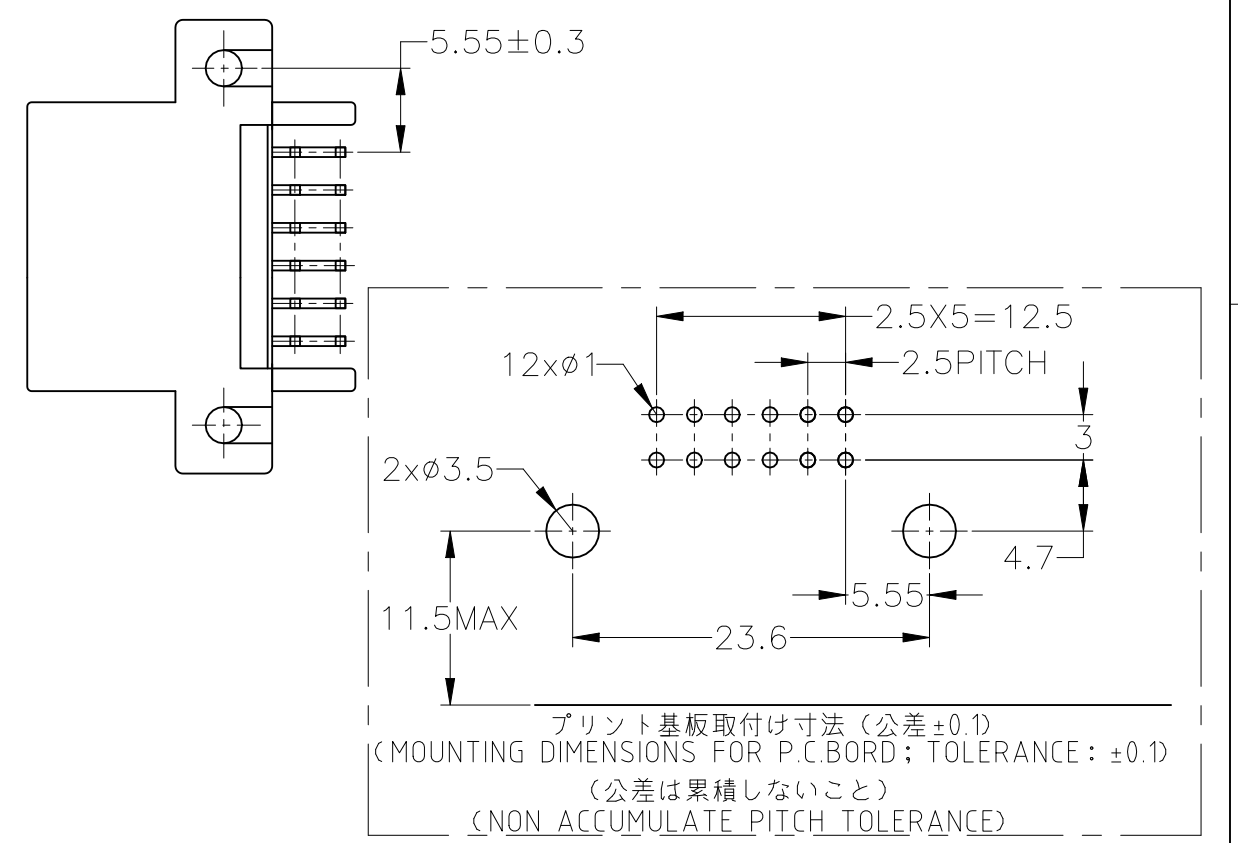 5.55±0.3
2.5X5=12.5
2.5PITCH
12xø1
3
2xø3.5
4.7
5.55
11.5MAX
23.6
プリント基板取付け寸法（公差±0.1）
(MOUNTING DIMENSIONS FOR P.C.BORD; TOLERANCE: ±0.1)
（公差は累積しないこと）
(NON ACCUMULATE PITCH TOLERANCE)